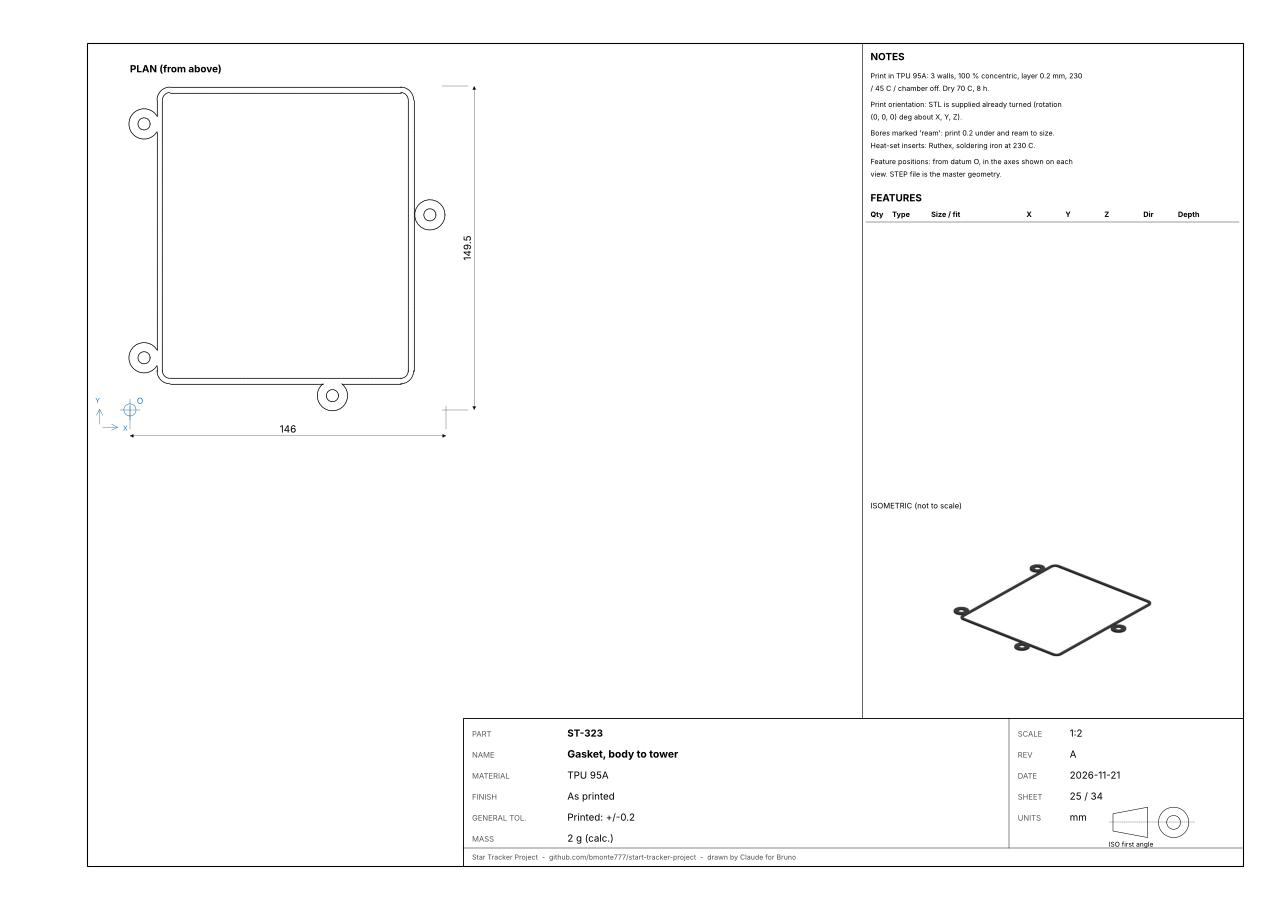 PLAN (from above)
149.5
Y
O
X
146
NOTES
Print in TPU 95A: 3 walls, 100 % concentric, layer 0.2 mm, 230
/ 45 C / chamber off. Dry 70 C, 8 h.
Print orientation: STL is supplied already turned (rotation
(0, 0, 0) deg about X, Y, Z).
Bores marked 'ream': print 0.2 under and ream to size.
Heat-set inserts: Ruthex, soldering iron at 230 C.
Feature positions: from datum O, in the axes shown on each
view. STEP file is the master geometry.
FEATURES
Qty Type Size / fit X Y Z Dir Depth
ISOMETRIC (not to scale)
PART ST-323
NAME Gasket, body to tower
MATERIAL TPU 95A
FINISH As printed
GENERAL TOL. Printed: +/-0.2
MASS 2 g (calc.)
SCALE 1:2
REV A
DATE 2026-11-21
SHEET 25 / 34
UNITS mm
ISO first angle
Star Tracker Project - github.com/bmonte777/start-tracker-project - drawn by Claude for Bruno